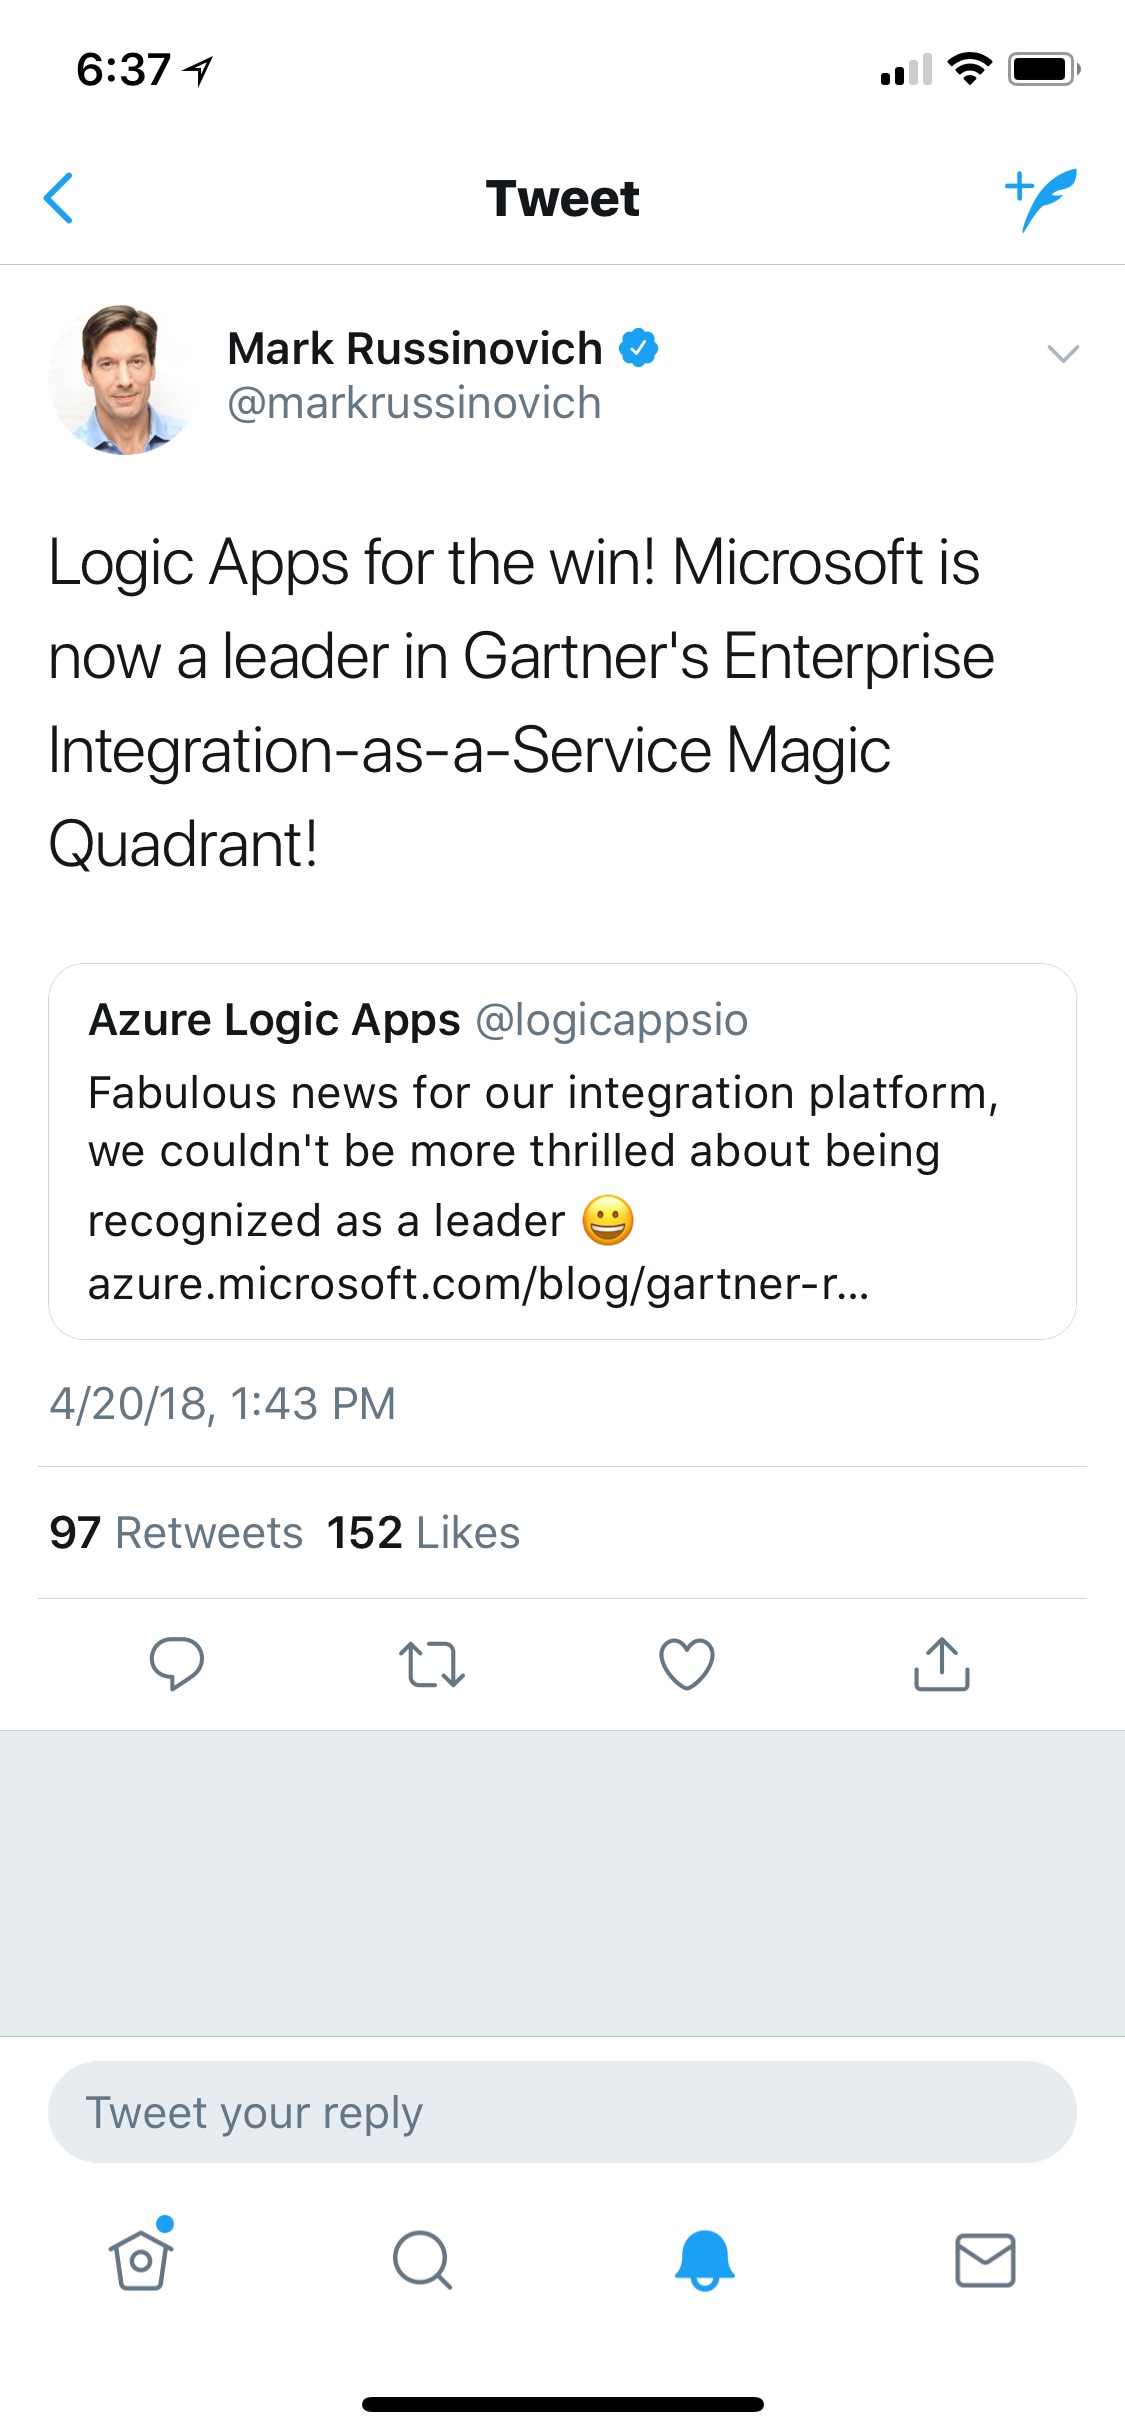 6:37
Tweet
Mark Russinovich
@markrussinovich
Logic Apps for the win! Microsoft is
now a leader in Gartner's Enterprise
Integration-as-a-Service Magic
Quadrant!
Azure Logic Apps @logicappsio
Fabulous news for our integration platform,
we couldn't be more thrilled about being
recognized as a leader 😀
azure.microsoft.com/blog/gartner-r...
4/20/18, 1:43 PM
97 Retweets 152 Likes
Tweet your reply